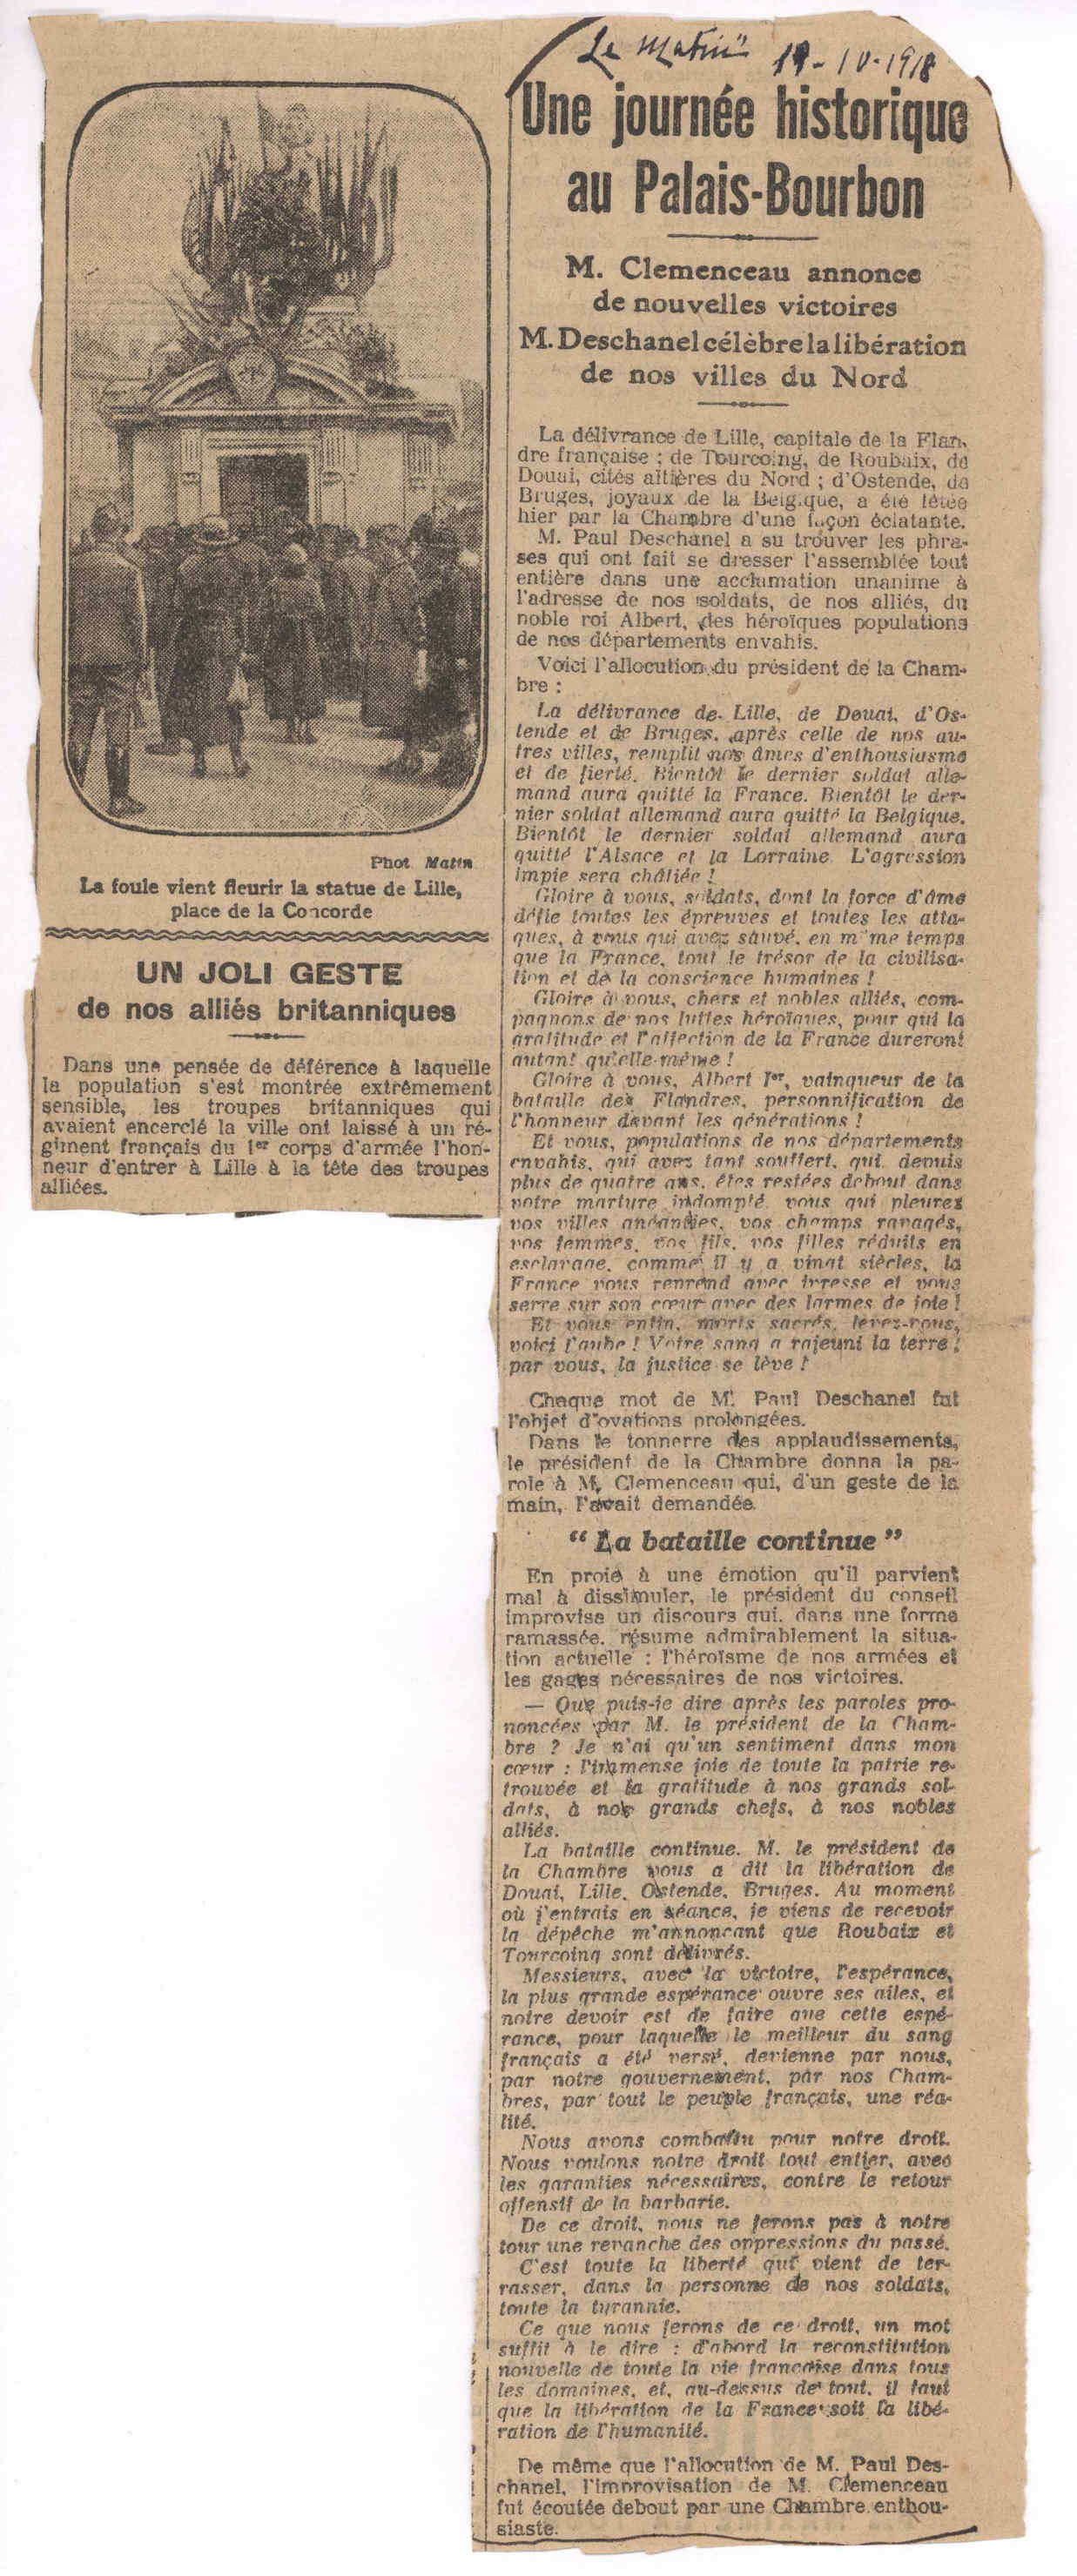 "Le Matin" 19-10-1918
Phot. Matin
La foule vient fleurir la statue de Lille,
place de la Concorde
UN JOLI GESTE
de nos alliés britanniques
Dans une pensée de déférence à laquelle
la population s'est montrée extrêmement
sensible, les troupes britanniques qui
avaient encerclé la ville ont laissé à un ré-
giment français du 1er corps d'armée l'hon-
neur d'entrer à Lille à la tête des troupes
alliées.
Une journée historique
au Palais-Bourbon
M. Clemenceau annonce
de nouvelles victoires
M. Deschanel célèbre la libération
de nos villes du Nord
La délivrance de Lille, capitale de la Flan-
dre française ; de Tourcoing, de Roubaix, de
Douai, cités altières du Nord ; d'Ostende, de
Bruges, joyaux de la Belgique, a été fêtée
hier par la Chambre d'une façon éclatante.
M. Paul Deschanel a su trouver les phra-
ses qui ont fait se dresser l'assemblée tout
entière dans une acclamation unanime à
l'adresse de nos soldats, de nos alliés, du
noble roi Albert, des héroïques populations
de nos départements envahis.
Voici l'allocution du président de la Cham-
bre :
La délivrance de Lille, de Douai, d'Os-
tende et de Bruges, après celle de nos au-
tres villes, remplit nos âmes d'enthousiasme
et de fierté. Bientôt le dernier soldat alle-
mand aura quitté la France. Bientôt le der-
nier soldat allemand aura quitté la Belgique.
Bientôt le dernier soldat allemand aura
quitté l'Alsace et la Lorraine. L'agression
impie sera châtiée !
Gloire à vous, soldats, dont la force d'âme
défie toutes les épreuves et toutes les atta-
ques, à vous qui avez sauvé, en même temps
que la France, tout le trésor de la civilisa-
tion et de la conscience humaines !
Gloire à vous, chers et nobles alliés, com-
pagnons de nos luttes héroïques, pour qui la
gratitude et l'affection de la France dureront
autant qu'elle-même !
Gloire à vous, Albert Ier, vainqueur de la
bataille des Flandres, personnification de
l'honneur devant les générations !
Et vous, populations de nos départements
envahis, qui avez tant souffert, qui, depuis
plus de quatre ans, êtes restées debout dans
votre martyre indompté, vous qui pleurez
vos villes anéanties, vos champs ravagés,
vos femmes, vos fils, vos filles réduits en
esclavage, comme il y a vingt siècles, la
France vous reprend avec ivresse et vous
serre sur son cœur avec des larmes de joie !
Et vous enfin, morts sacrés, levez-vous,
voici l'aube ! Votre sang a rajeuni la terre ;
par vous, la justice se lève !
Chaque mot de M. Paul Deschanel fut
l'objet d'ovations prolongées.
Dans le tonnerre des applaudissements,
le président de la Chambre donna la pa-
role à M. Clemenceau qui, d'un geste de la
main, l'avait demandée.
" La bataille continue "
En proie à une émotion qu'il parvient
mal à dissimuler, le président du conseil
improvise un discours qui, dans une forme
ramassée, résume admirablement la situa-
tion actuelle : l'héroïsme de nos armées et
les gages nécessaires de nos victoires.
— Que puis-je dire après les paroles pro-
noncées par M. le président de la Cham-
bre ? Je n'ai qu'un sentiment dans mon
cœur : l'immense joie de toute la patrie re-
trouvée et la gratitude à nos grands sol-
dats, à nos grands chefs, à nos nobles
alliés.
La bataille continue. M. le président de
la Chambre vous a dit la libération de
Douai, Lille, Ostende, Bruges. Au moment
où j'entrais en séance, je viens de recevoir
la dépêche m'annonçant que Roubaix et
Tourcoing sont délivrés.
Messieurs, avec la victoire, l'espérance,
la plus grande espérance ouvre ses ailes, et
notre devoir est de faire que cette espé-
rance, pour laquelle le meilleur du sang
français a été versé, devienne par nous,
par notre gouvernement, par nos Cham-
bres, par tout le peuple français, une réa-
lité.
Nous avons combattu pour notre droit.
Nous voulons notre droit tout entier, avec
les garanties nécessaires, contre le retour
offensif de la barbarie.
De ce droit, nous ne ferons pas à notre
tour une revanche des oppressions du passé.
C'est toute la liberté qui vient de ter-
rasser, dans la personne de nos soldats,
toute la tyrannie.
Ce que nous ferons de ce droit, un mot
suffit à le dire : d'abord la reconstitution
nouvelle de toute la vie française dans tous
les domaines, et, au-dessus de tout, il faut
que la libération de la France soit la libé-
ration de l'humanité.
De même que l'allocution de M. Paul Des-
chanel, l'improvisation de M. Clemenceau
fut écoutée debout par une Chambre enthou-
siaste.